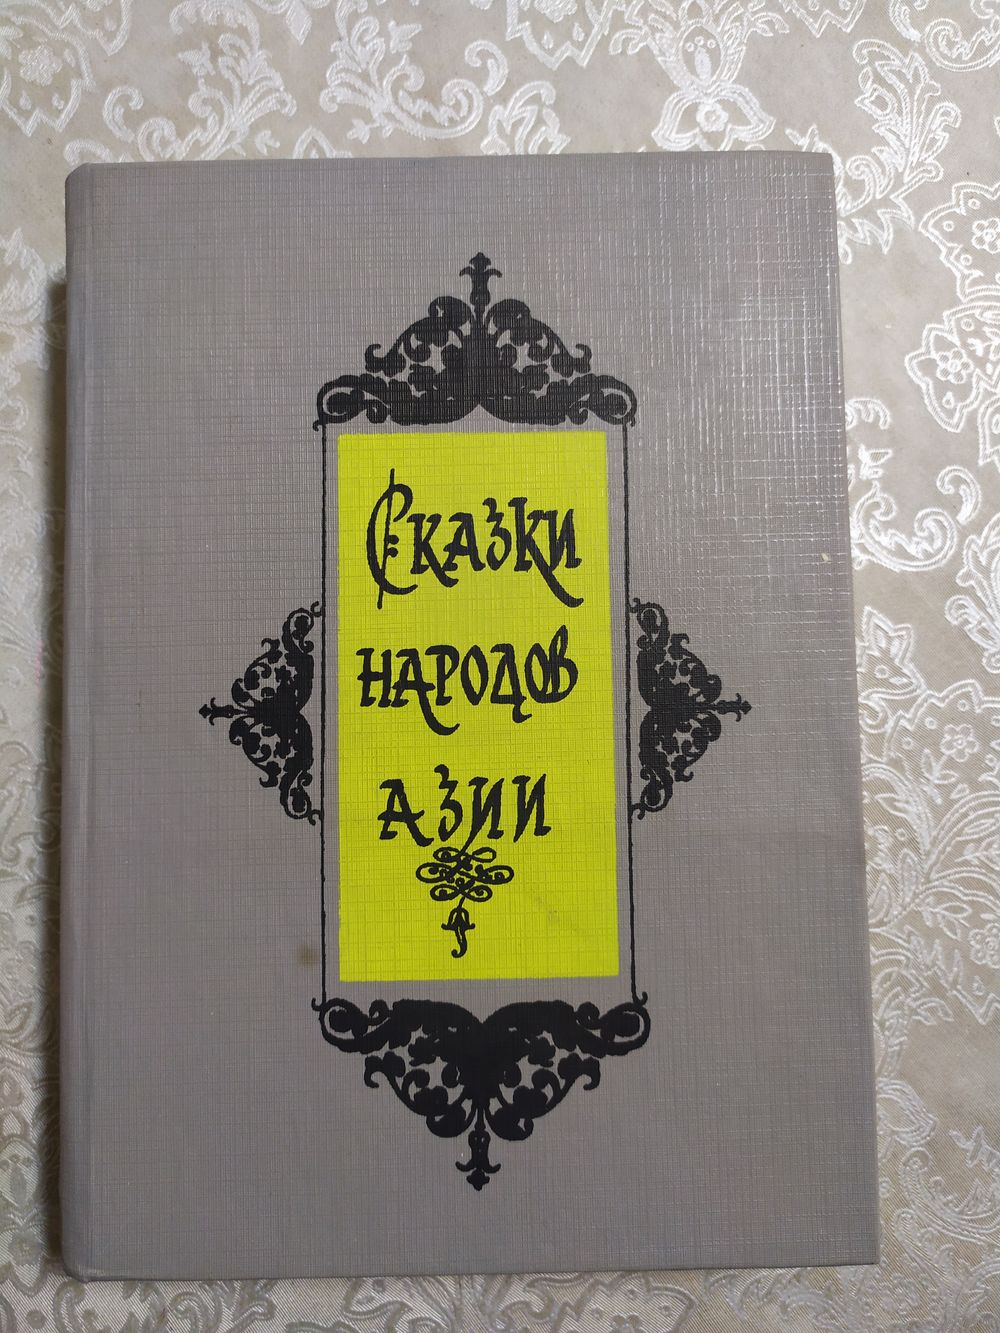 Сказки
народов
Азии